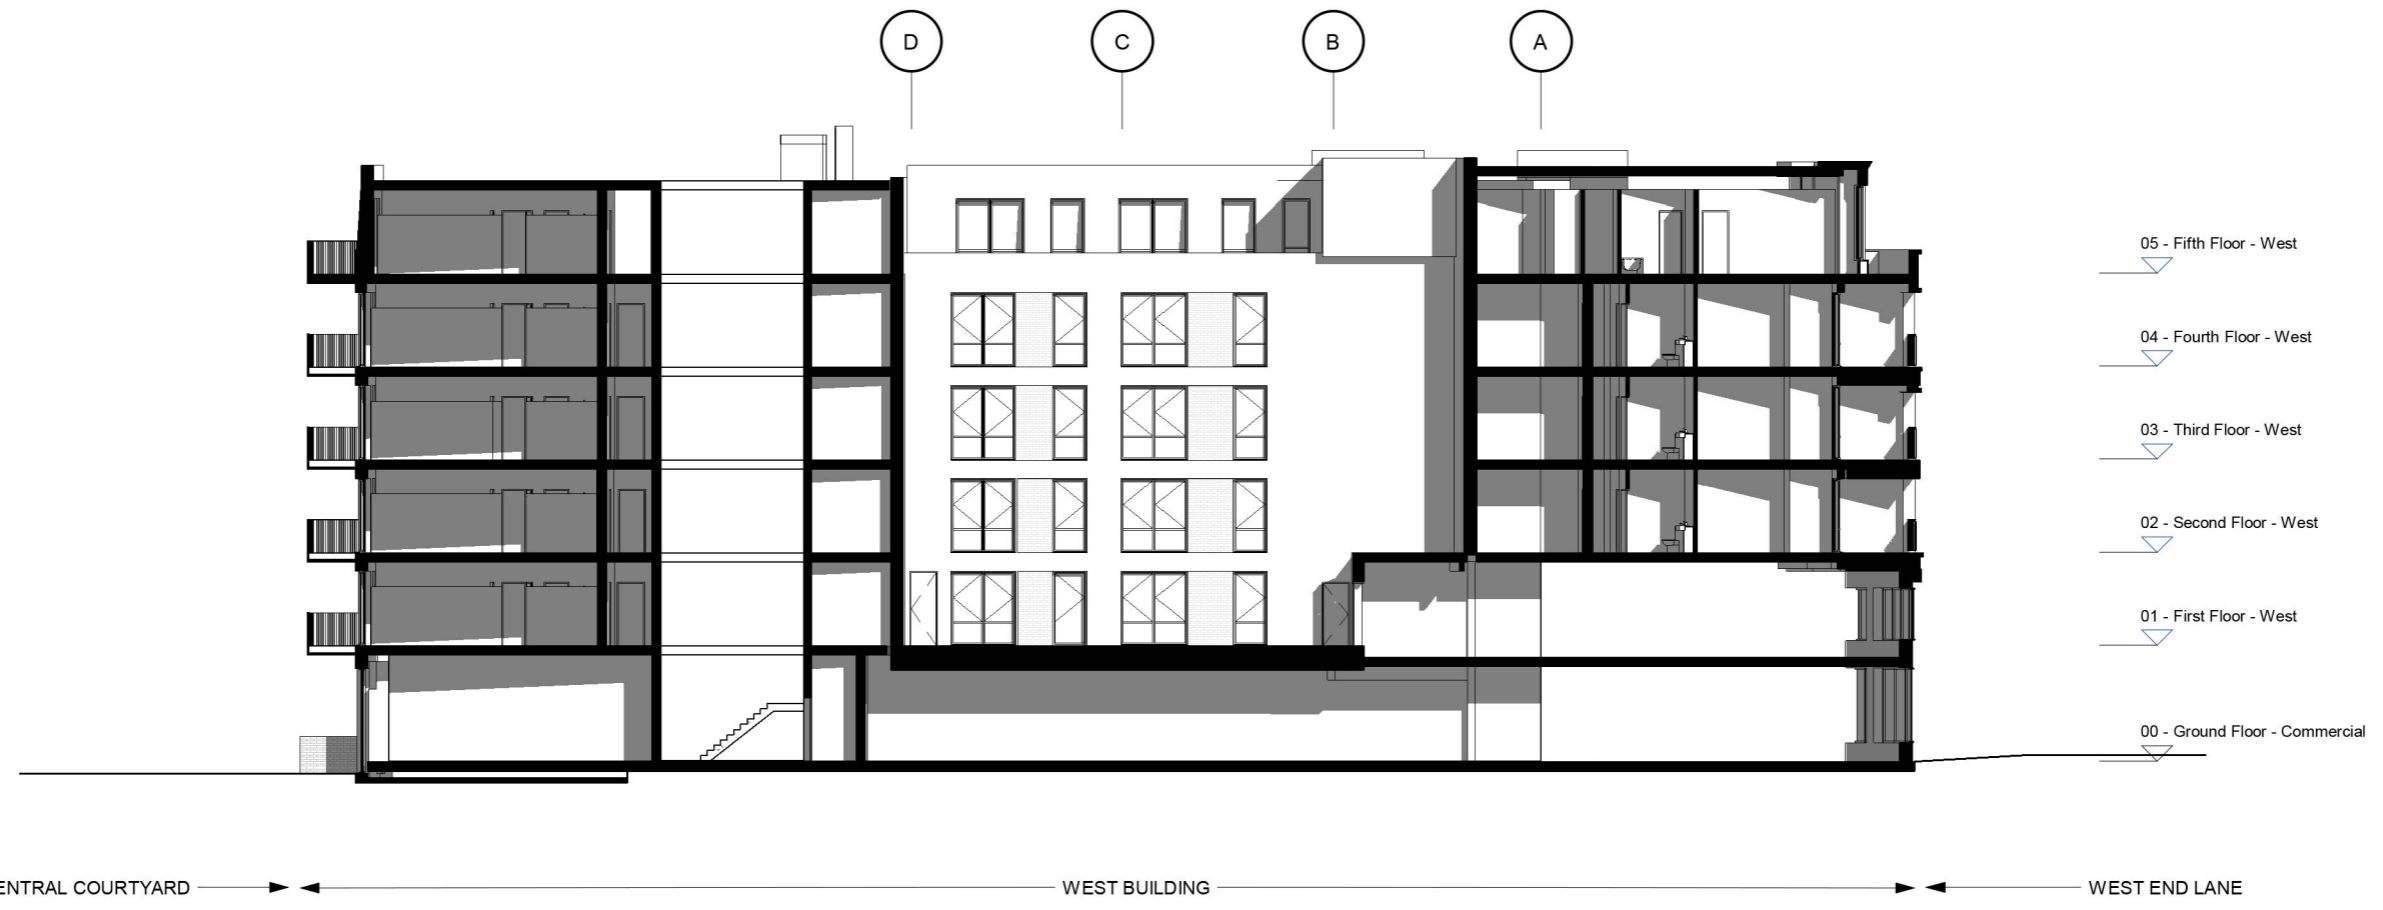 D C B A
05 - Fifth Floor - West
04 - Fourth Floor - West
03 - Third Floor - West
02 - Second Floor - West
01 - First Floor - West
00 - Ground Floor - Commercial
ENTRAL COURTYARD WEST BUILDING WEST END LANE